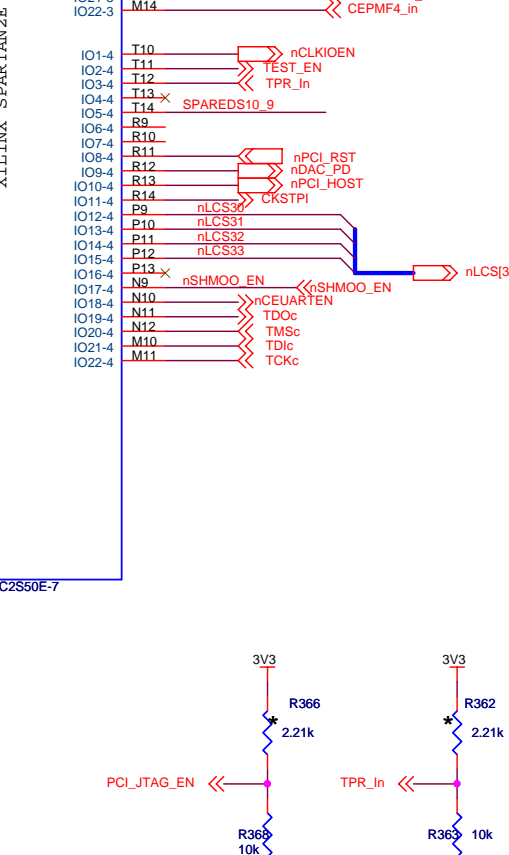 IO22-3 M14 CEPMF4_in
XILINX SPARTAN2E
IO1-4 T10 nCLKIOEN
IO2-4 T11 TEST_EN
IO3-4 T12 TPR_In
IO4-4 T13
IO5-4 T14 SPAREDS10_9
IO6-4 R9
IO7-4 R10
IO8-4 R11 nPCI_RST
IO9-4 R12 nDAC_PD
IO10-4 R13 nPCI_HOST
IO11-4 R14 CKSTPI
IO12-4 P9 nLCS30
IO13-4 P10 nLCS31
IO14-4 P11 nLCS32
IO15-4 P12 nLCS33
IO16-4 P13 nLCS[3
IO17-4 N9 nSHMOO_EN nSHMOO_EN
IO18-4 N10 nCEUARTEN
IO19-4 N11 TDOc
IO20-4 N12 TMSc
IO21-4 M10 TDIc
IO22-4 M11 TCKc
C2S50E-7
3V3 3V3
R366 R362
* 2.21k * 2.21k
PCI_JTAG_EN TPR_In
R368 R363 10k
10k